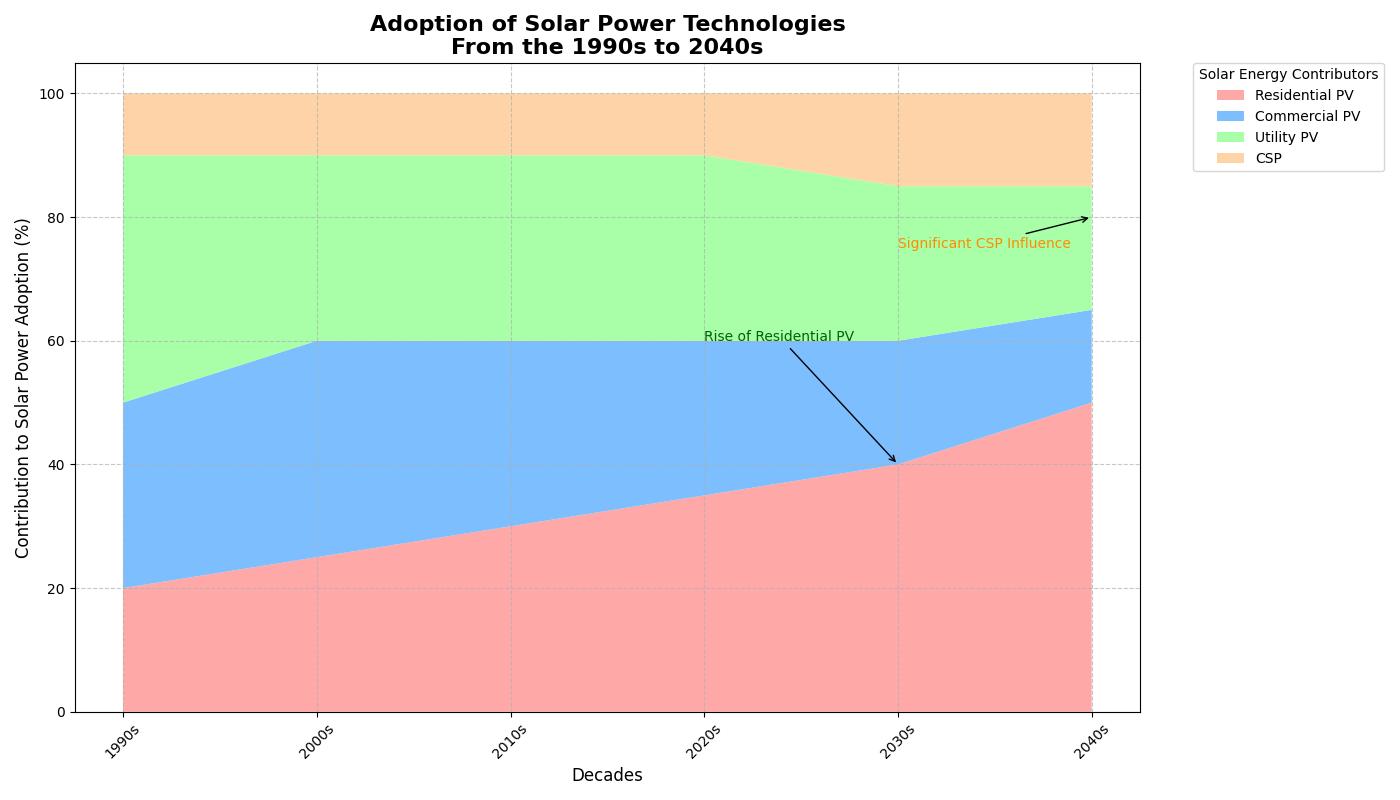 Adoption of Solar Power Technologies
From the 1990s to 2040s
Contribution to Solar Power Adoption (%)
100
80
60
40
20
0
Significant CSP Influence
Rise of Residential PV
1990s
2000s
2010s
2020s
2030s
2040s
Decades
Solar Energy Contributors
Residential PV
Commercial PV
Utility PV
CSP